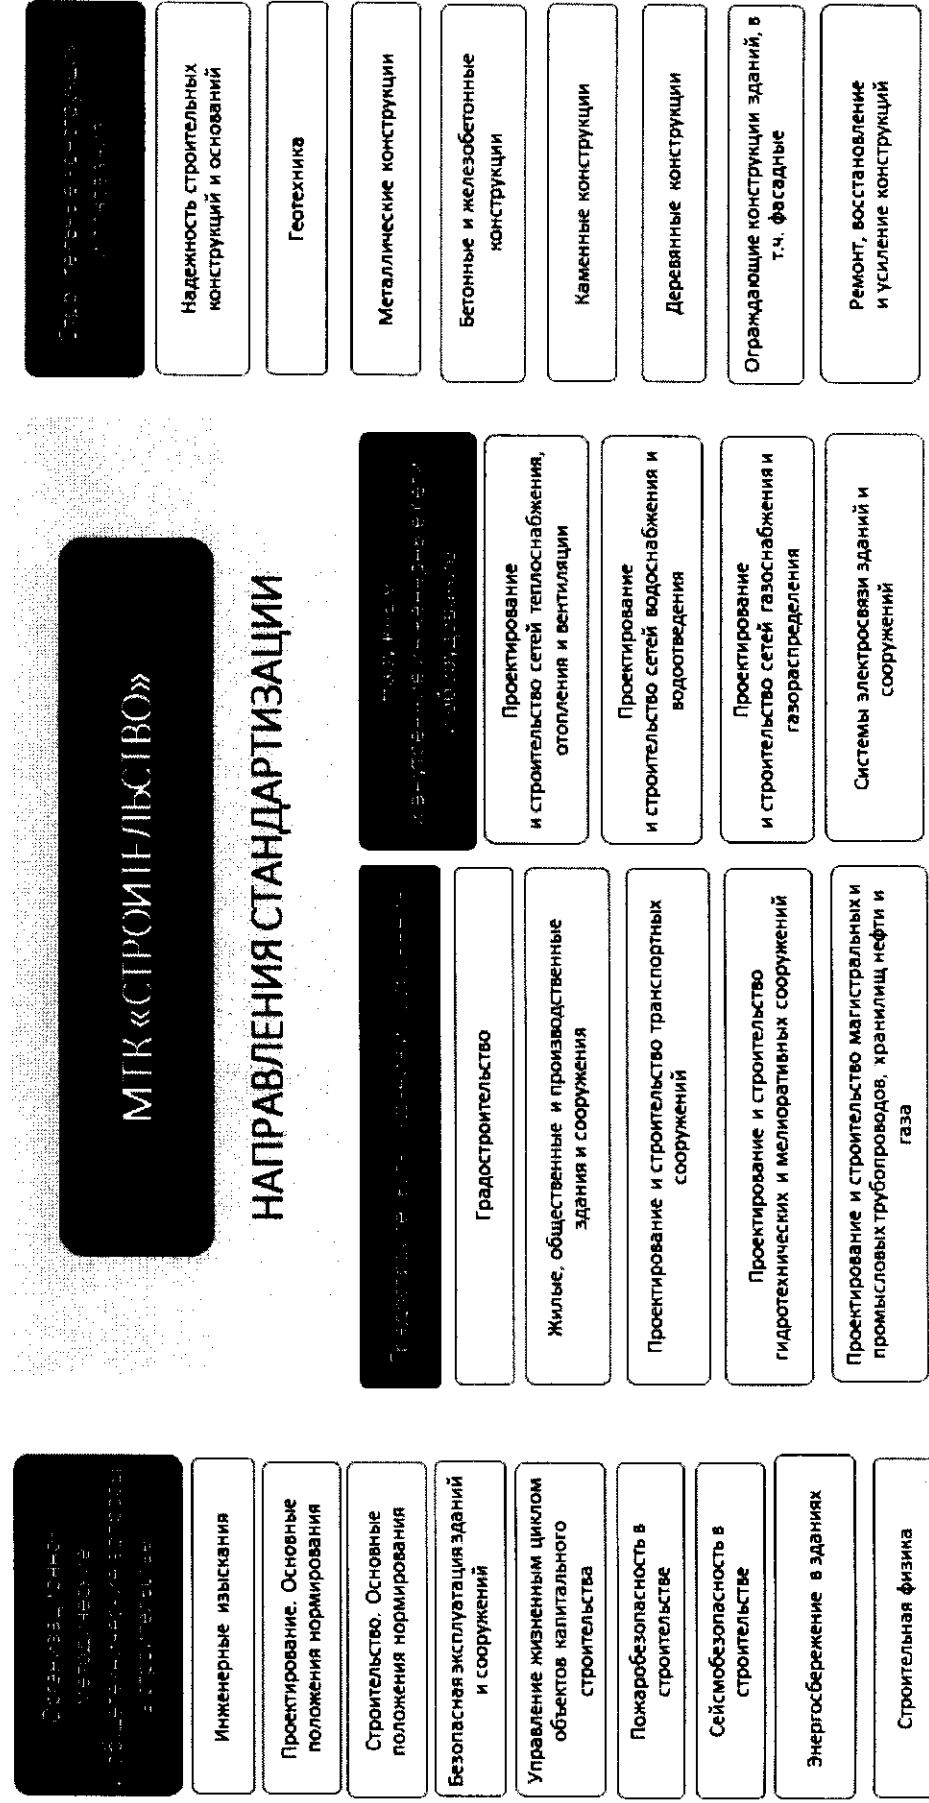 МТК «СТРОИТЕЛЬСТВО»
НАПРАВЛЕНИЯ СТАНДАРТИЗАЦИИ
Инженерные изыскания
Проектирование. Основные
положения нормирования
Строительство. Основные
положения нормирования
Безопасная эксплуатация зданий
и сооружений
Управление жизненным циклом
объектов капитального
строительства
Пожаробезопасность в
строительстве
Сейсмобезопасность в
строительстве
Энергосбережение в зданиях
Строительная физика
Градостроительство
Жилые, общественные и производственные
здания и сооружения
Проектирование и строительство транспортных
сооружений
Проектирование и строительство
гидротехнических и мелиоративных сооружений
Проектирование и строительство магистральных и
промысловых трубопроводов, хранилищ нефти и
газа
Проектирование
и строительство сетей теплоснабжения,
отопления и вентиляции
Проектирование
и строительство сетей водоснабжения и
водоотведения
Проектирование
и строительство сетей газоснабжения и
газораспределения
Системы электросвязи зданий и
сооружений
Надежность строительных
конструкций и оснований
Геотехника
Металлические конструкции
Бетонные и железобетонные
конструкции
Каменные конструкции
Деревянные конструкции
Ограждающие конструкции зданий, в
т.ч. фасадные
Ремонт, восстановление
и усиление конструкций